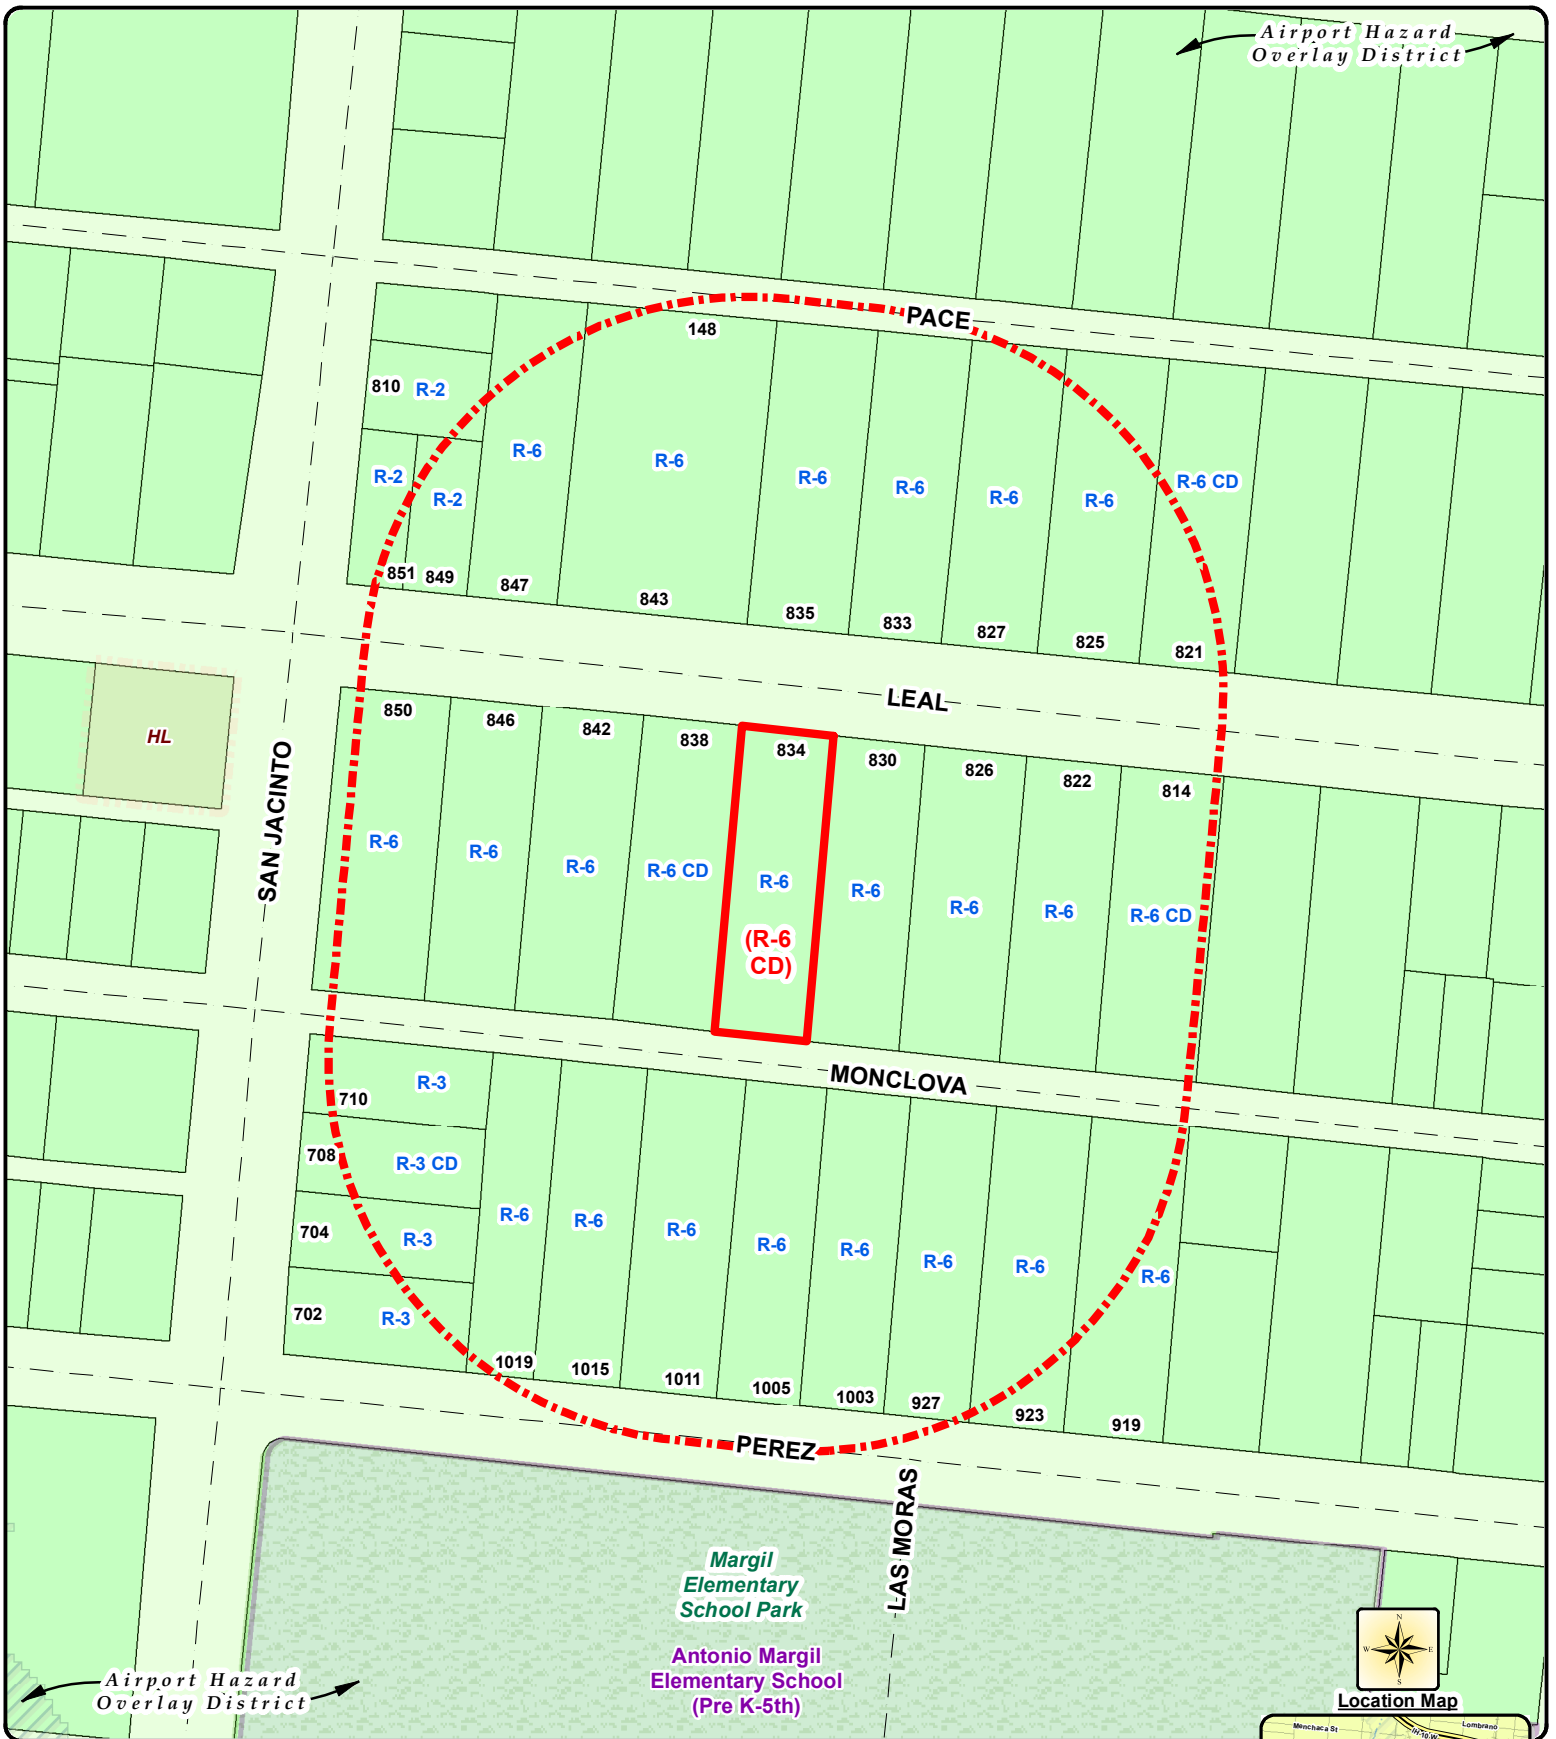 Airport Hazard
Overlay District
PACE
148
810
R-2
R-6
R-6
R-2
R-2
R-6
R-6
R-6
R-6
R-6 CD
851
849
847
843
835
833
827
825
821
LEAL
HL
SAN JACINTO
850
846
842
838
834
830
826
822
814
R-6
R-6
R-6
R-6 CD
R-6
R-6
R-6
R-6
R-6 CD
(R-6
CD)
MONCLOVA
710
R-3
708
R-3 CD
704
R-3
702
R-3
R-6
R-6
R-6
R-6
R-6
R-6
R-6
R-6
1019
1015
1011
1005
1003
927
923
919
PEREZ
LAS MORAS
Margil
Elementary
School Park
Antonio Margil
Elementary School
(Pre K-5th)
Airport Hazard
Overlay District
N
W
E
S
Location Map
Menchaca St
IH-10-W
Lombrano